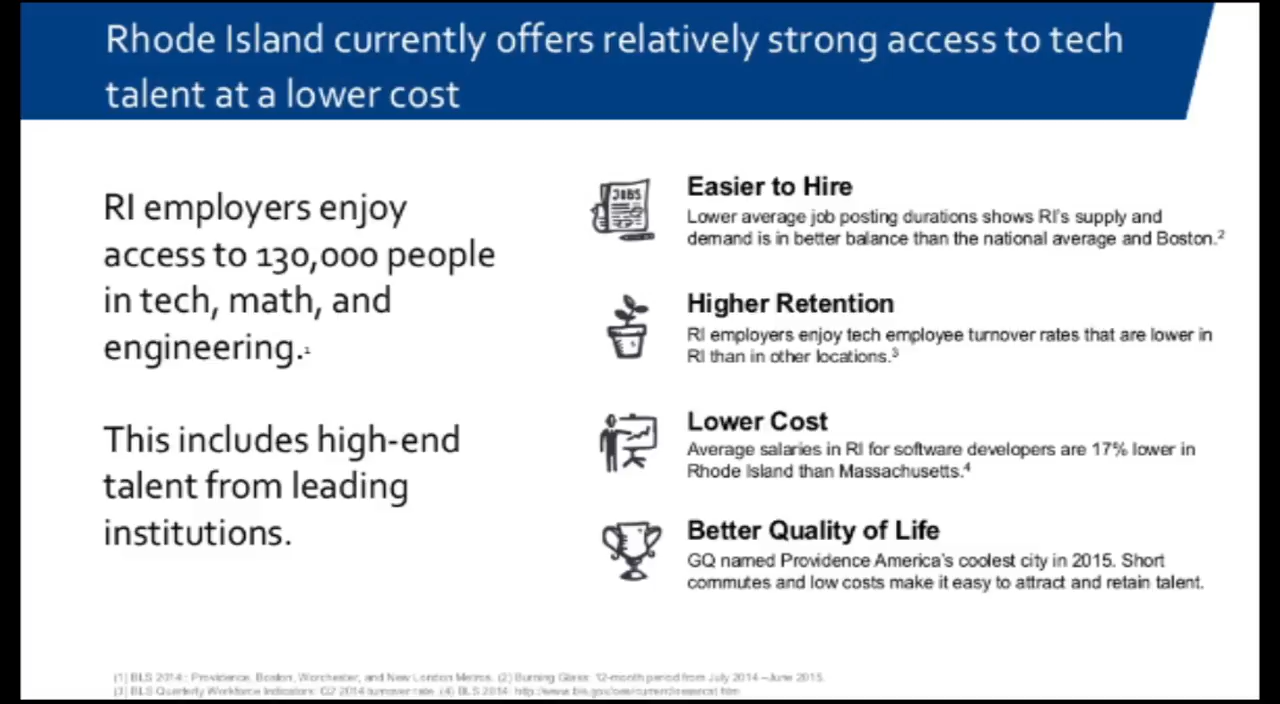 Rhode Island currently offers relatively strong access to tech
talent at a lower cost
RI employers enjoy
access to 130,000 people
in tech, math, and
engineering.1
This includes high-end
talent from leading
institutions.
JOBS
Easier to Hire
Lower average job posting durations shows RI's supply and
demand is in better balance than the national average and Boston.2
Higher Retention
RI employers enjoy tech employee turnover rates that are lower in
RI than in other locations.3
Lower Cost
Average salaries in RI for software developers are 17% lower in
Rhode Island than Massachusetts.4
Better Quality of Life
GQ named Providence America's coolest city in 2015. Short
commutes and low costs make it easy to attract and retain talent.
(1) BLS 2014: Providence, Boston, Worchester, and New London Metros. (2) Burning Glass: 12-month period from July 2014 –June 2015.
(3) BLS Quarterly Workforce Indicators: Q2 2014 turnover rate. (4) BLS 2014: